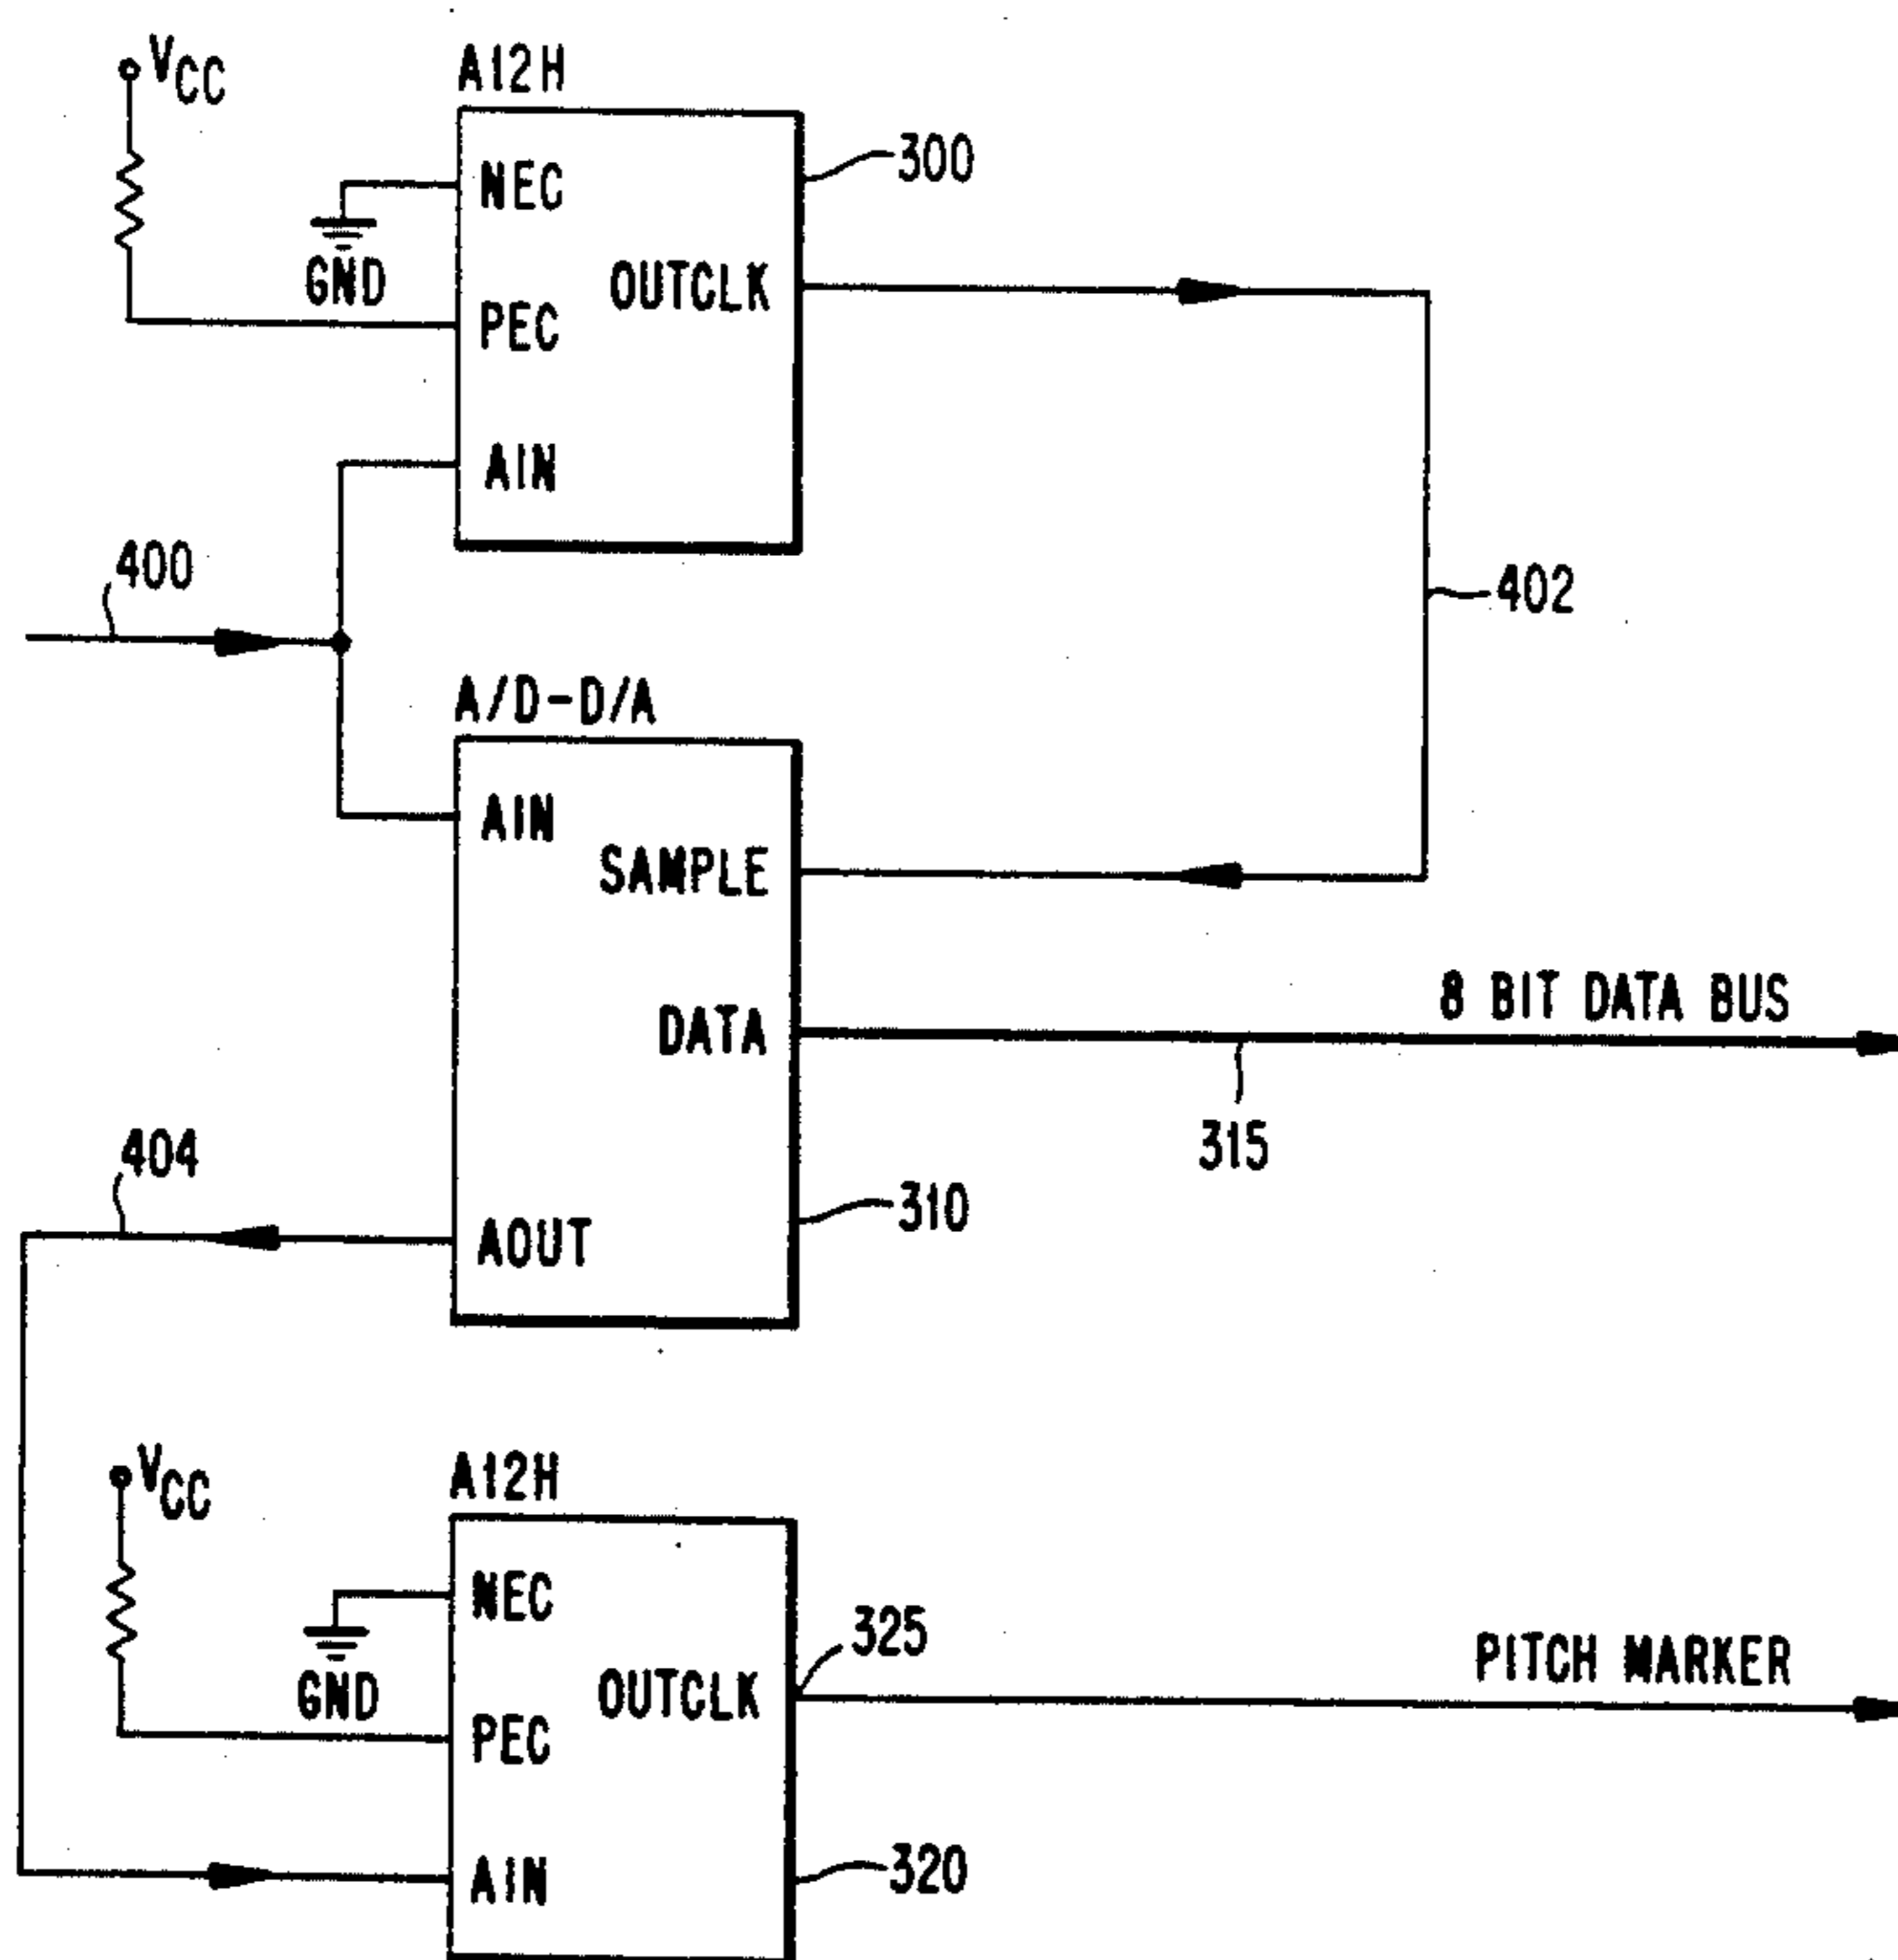 VCC
A12H
300
NEC
GND
OUTCLK
PEC
AIN
400
402
A/D-D/A
AIN
SAMPLE
8 BIT DATA BUS
DATA
315
404
310
AOUT
VCC
A12H
NEC
325
PITCH MARKER
GND
OUTCLK
PEC
320
AIN